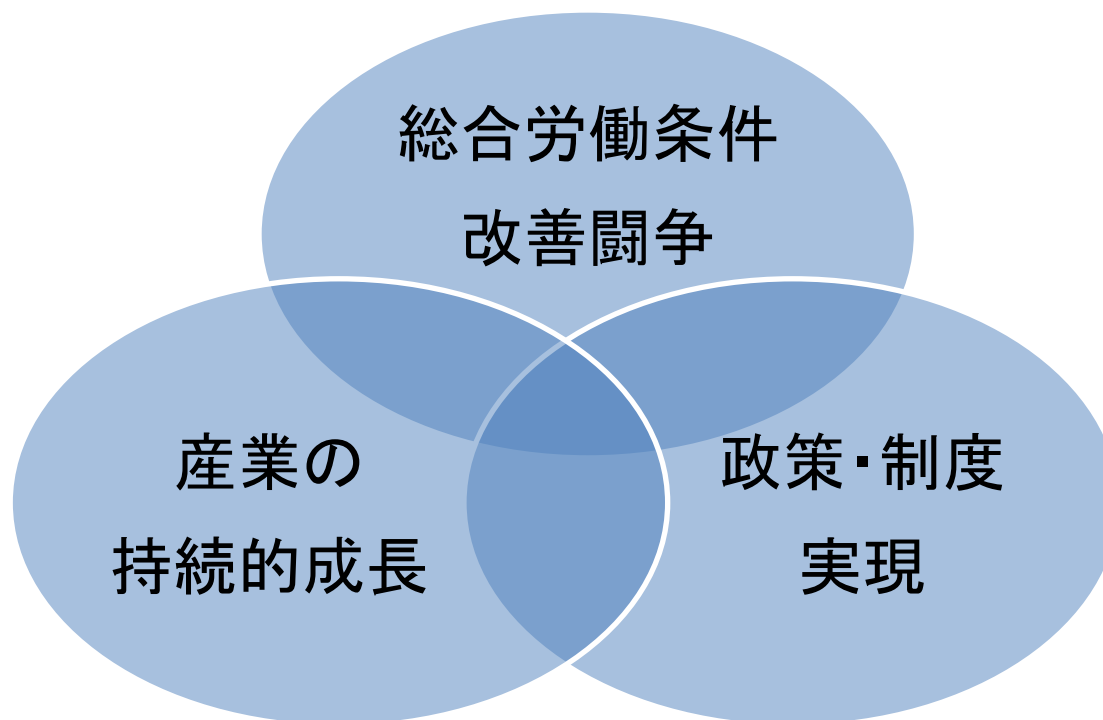 総合労働条件
改善闘争
産業の
持続的成長
政策・制度
実現